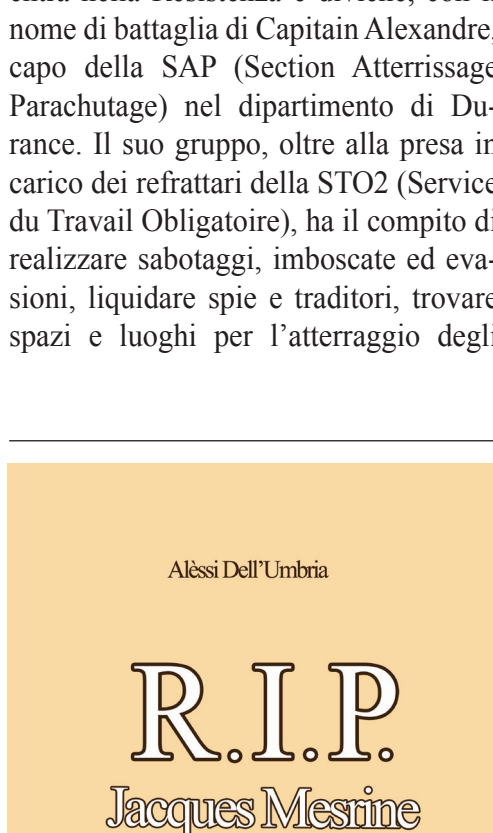 nome di battaglia di Capitain Alexandre,
capo della SAP (Section Atterrissage
Parachutage) nel dipartimento di Du-
rance. Il suo gruppo, oltre alla presa in
carico dei refrattari della STO2 (Service
du Travail Obligatoire), ha il compito di
realizzare sabotaggi, imboscate ed eva-
sioni, liquidare spie e traditori, trovare
spazi e luoghi per l’atterraggio degli
Alèssi Dell’Umbria
R.I.P.
Jacques Mesrine